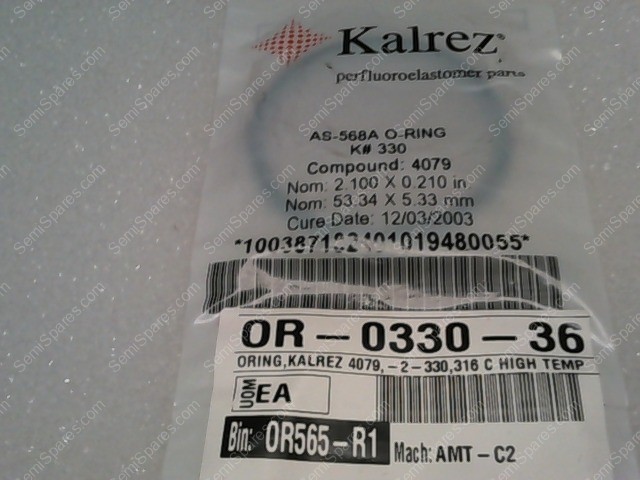 Kalrez®
perfluoroelastomer parts
AS-568A O-RING
K# 330
Compound: 4079
Nom: 2.100 X 0.210 in
Nom: 53.34 X 5.33 mm
Cure Date: 12/03/2003
OR-0330-36
ORING,KALREZ 4079,-2-330,316 C HIGH TEMP
UOM EA
Bin: OR565-R1 Mach: AMT-C2
SemiSpares.com